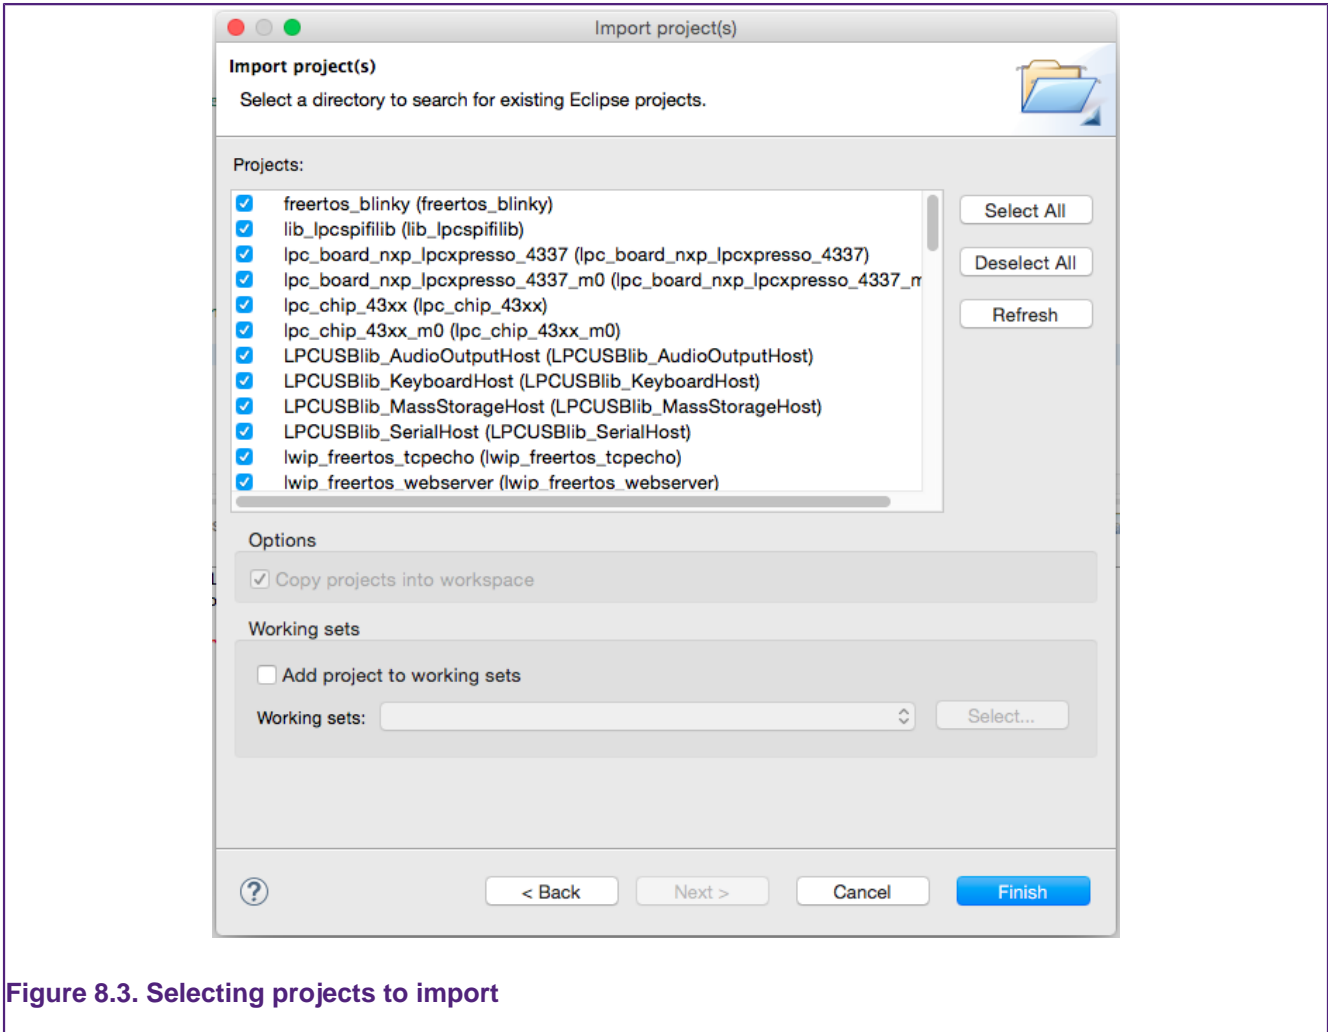 Import project(s)
Import project(s)
Select a directory to search for existing Eclipse projects.
Projects:
freertos_blinky (freertos_blinky)
lib_lpcspifilib (lib_lpcspifilib)
lpc_board_nxp_lpcxpresso_4337 (lpc_board_nxp_lpcxpresso_4337)
lpc_board_nxp_lpcxpresso_4337_m0 (lpc_board_nxp_lpcxpresso_4337_m
lpc_chip_43xx (lpc_chip_43xx)
lpc_chip_43xx_m0 (lpc_chip_43xx_m0)
LPCUSBlib_AudioOutputHost (LPCUSBlib_AudioOutputHost)
LPCUSBlib_KeyboardHost (LPCUSBlib_KeyboardHost)
LPCUSBlib_MassStorageHost (LPCUSBlib_MassStorageHost)
LPCUSBlib_SerialHost (LPCUSBlib_SerialHost)
lwip_freertos_tcpecho (lwip_freertos_tcpecho)
lwip_freertos_webserver (lwip_freertos_webserver)
Select All
Deselect All
Refresh
Options
Copy projects into workspace
Working sets
Add project to working sets
Working sets:
Select...
?
< Back
Next >
Cancel
Finish
Figure 8.3. Selecting projects to import